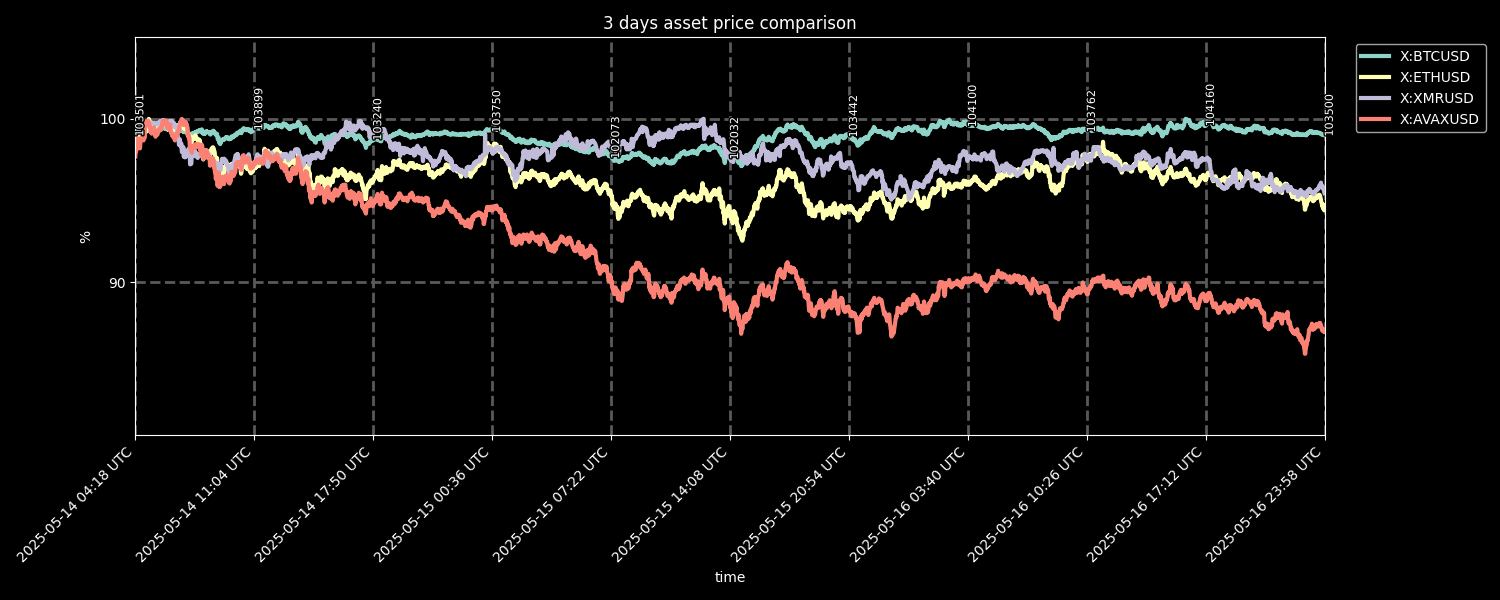 3 days asset price comparison
X:BTCUSD
X:ETHUSD
X:XMRUSD
X:AVAXUSD
100
90
%
103501
103899
103240
103750
102073
102032
103442
104100
103762
104160
103500
2025-05-14 04:18 UTC
2025-05-14 11:04 UTC
2025-05-14 17:50 UTC
2025-05-15 00:36 UTC
2025-05-15 07:22 UTC
2025-05-15 14:08 UTC
2025-05-15 20:54 UTC
2025-05-16 03:40 UTC
2025-05-16 10:26 UTC
2025-05-16 17:12 UTC
2025-05-16 23:58 UTC
time